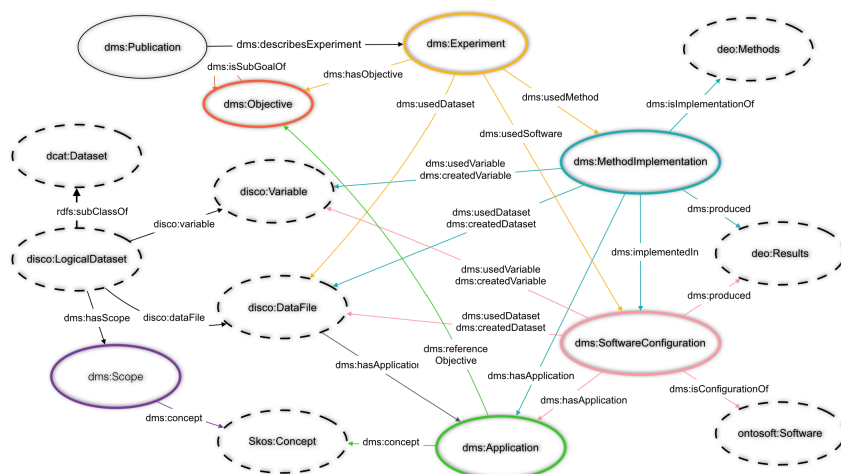 dms:Publication
dms:describesExperiment
dms:Experiment
deo:Methods
dms:isSubGoalOf
dms:hasObjective
dms:Objective
dms:usedDataset
dms:usedMethod
dms:isImplementationOf
dms:usedSoftware
dcat:Dataset
dms:usedVariable
dms:createdVariable
dms:MethodImplementation
disco:Variable
rdfs:subClassOf
disco:variable
dms:usedDataset
dms:createdDataset
dms:produced
disco:LogicalDataset
dms:implementedIn
deo:Results
dms:usedVariable
dms:createdVariable
dms:produced
disco:DataFile
dms:hasScope
disco:dataFile
dms:usedDataset
dms:createdDataset
dms:SoftwareConfiguration
dms:reference
Objective
dms:hasApplication
dms:Scope
dms:hasApplication
dms:isConfigurationOf
dms:hasApplication
dms:concept
Skos:Concept
dms:concept
dms:Application
ontosoft:Software